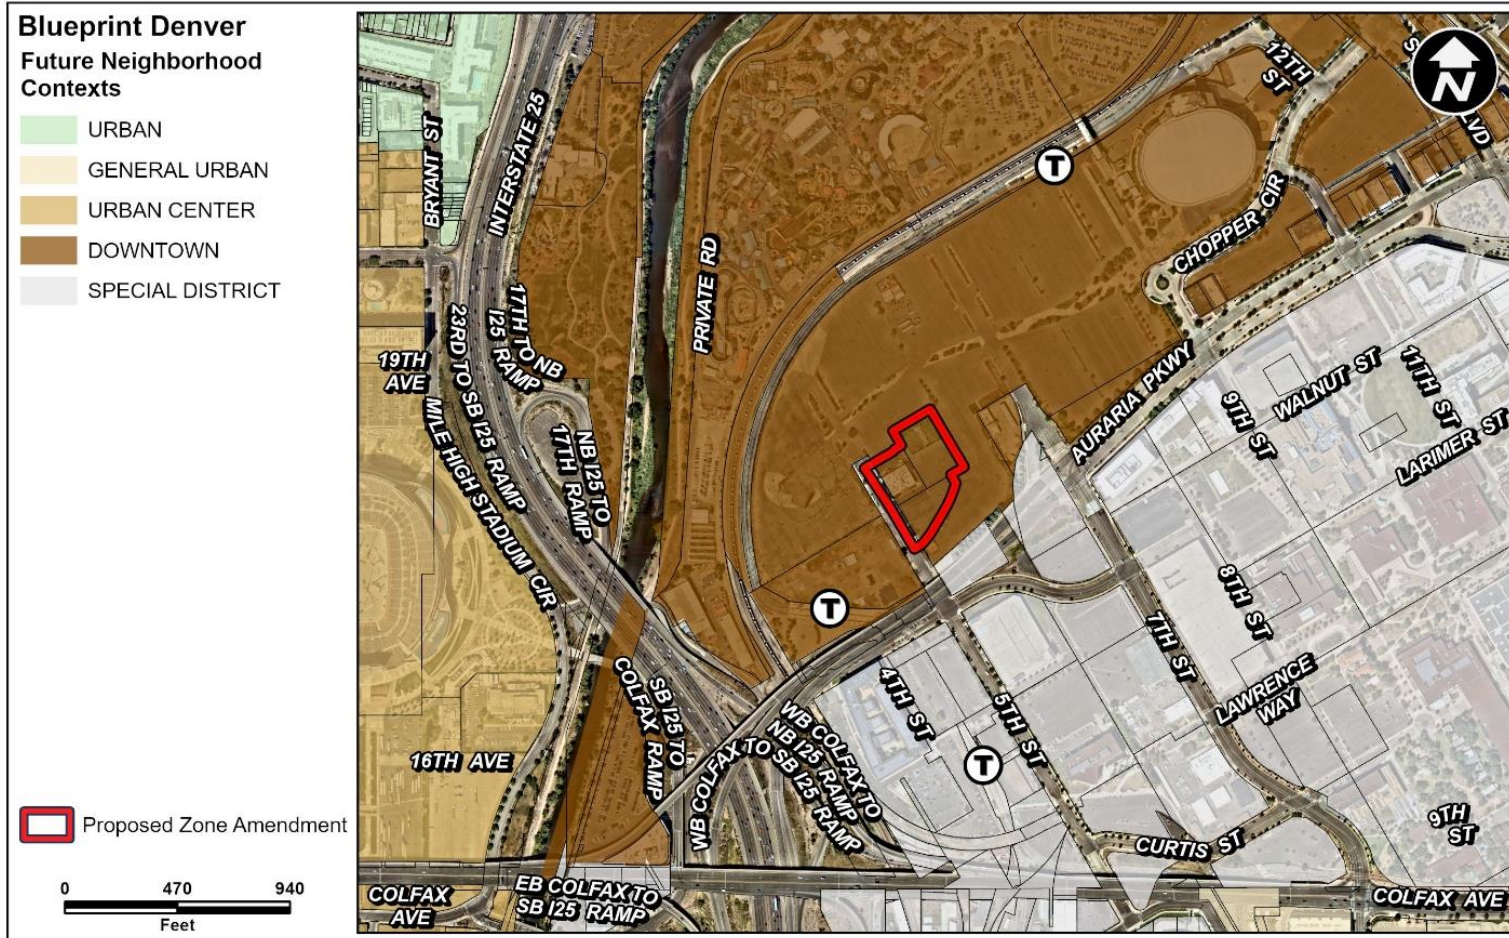 Blueprint Denver
Future Neighborhood
Contexts
URBAN
GENERAL URBAN
URBAN CENTER
DOWNTOWN
SPECIAL DISTRICT
Proposed Zone Amendment
0 470 940
Feet
N
12TH
ST
LVD
BRYANT ST
INTERSTATE 25
T
CHOPPER CIR
PRIVATE RD
17TH TO NB
I25 RAMP
23RD TO SB I25 RAMP
19TH
AVE
MILE HIGH STADIUM CIR
NB I25 TO
17TH RAMP
AURARIA PKWY
9TH ST
WALNUT ST
11TH ST
LARIMER ST
8TH ST
7TH ST
T
LAWRENCE
WAY
4TH ST
5TH ST
SB I25 TO
COLFAX RAMP
WB COLFAX TO
NB I25 RAMP
WB COLFAX TO SB I25 RAMP
T
16TH AVE
9TH
ST
CURTIS ST
COLFAX
AVE
EB COLFAX TO
SB I25 RAMP
COLFAX AVE